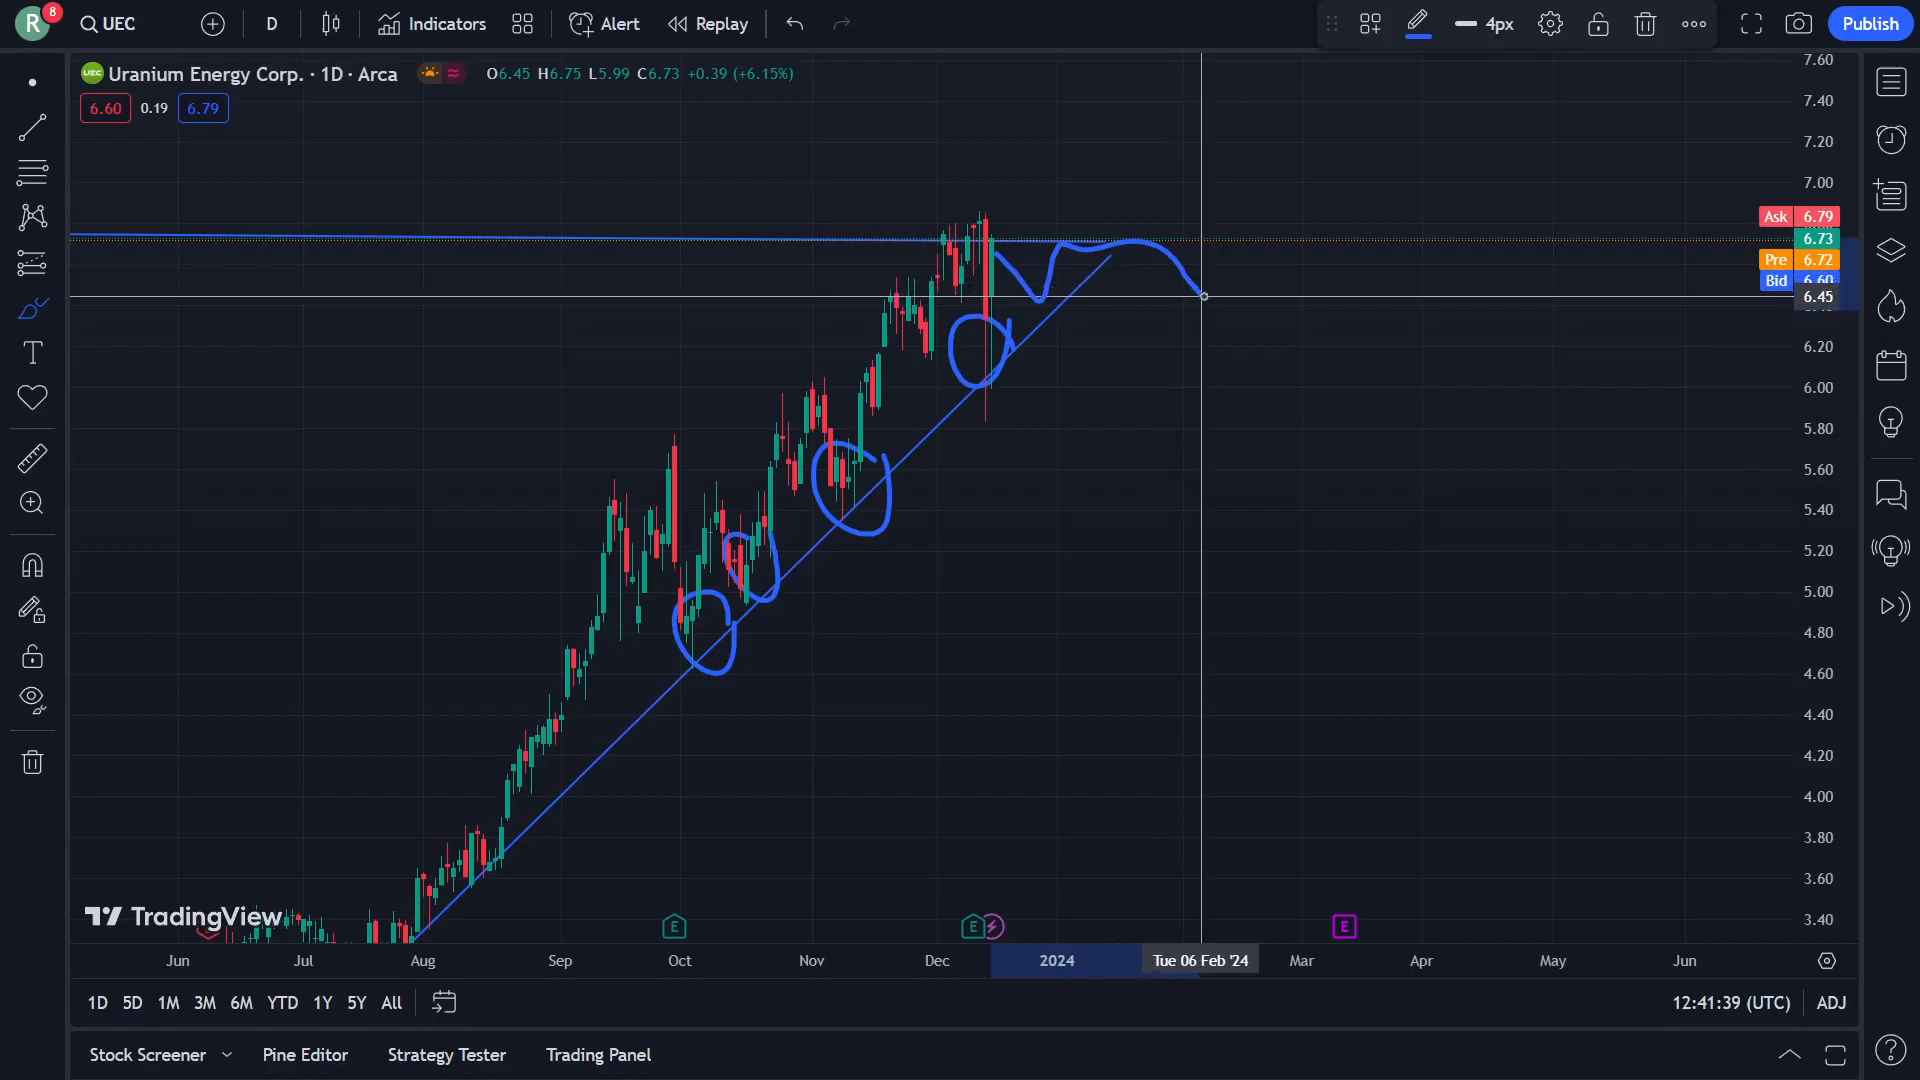 R 8 UEC D Indicators Alert Replay 4px Publish
UEC Uranium Energy Corp. · 1D · Arca O6.45 H6.75 L5.99 C6.73 +0.39 (+6.15%)
6.60 0.19 6.79
7.60
7.40
7.20
7.00
Ask 6.79
6.73
Pre 6.72
Bid 6.60
6.45
6.20
6.00
5.80
5.60
5.40
5.20
5.00
4.80
4.60
4.40
4.20
4.00
3.80
3.60
3.40
TradingView
E E E
Jun Jul Aug Sep Oct Nov Dec 2024 Tue 06 Feb '24 Mar Apr May Jun
1D 5D 1M 3M 6M YTD 1Y 5Y All 12:41:39 (UTC) ADJ
Stock Screener Pine Editor Strategy Tester Trading Panel